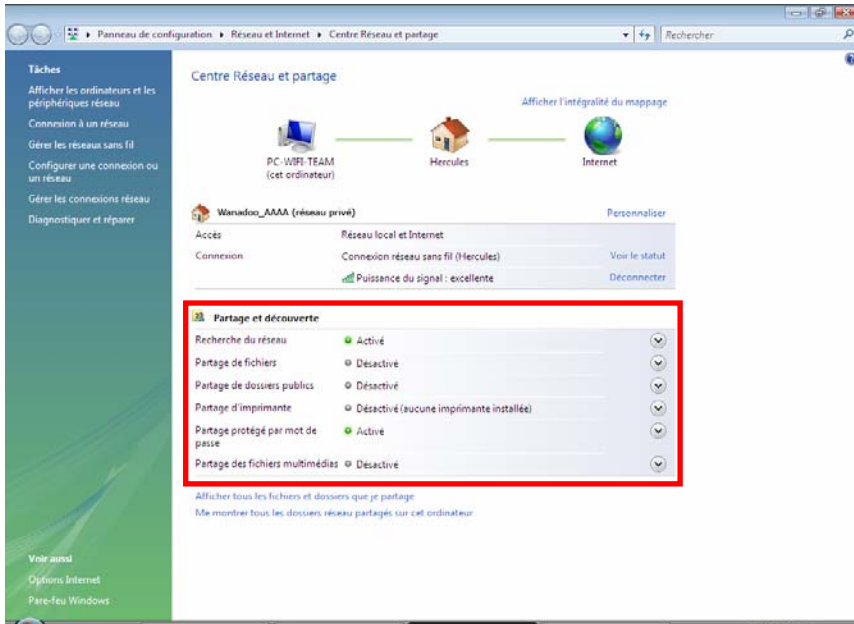 Panneau de configuration ▸ Réseau et Internet ▸ Centre Réseau et partage
Rechercher
Tâches
Afficher les ordinateurs et les
périphériques réseau
Connexion à un réseau
Gérer les réseaux sans fil
Configurer une connexion ou
un réseau
Gérer les connexions réseau
Diagnostiquer et réparer
Voir aussi
Options Internet
Pare-feu Windows
Centre Réseau et partage
Afficher l'intégralité du mappage
PC-WIFI-TEAM
(cet ordinateur)
Hercules
Internet
Wanadoo_AAAA (réseau privé)
Personnaliser
Accès
Réseau local et Internet
Connexion
Connexion réseau sans fil (Hercules)
Voir le statut
Puissance du signal : excellente
Déconnecter
Partage et découverte
Recherche du réseau
Activé
Partage de fichiers
Désactivé
Partage de dossiers publics
Désactivé
Partage d'imprimante
Désactivé (aucune imprimante installée)
Partage protégé par mot de
passe
Activé
Partage des fichiers multimédias
Désactivé
Afficher tous les fichiers et dossiers que je partage
Me montrer tous les dossiers réseau partagés sur cet ordinateur